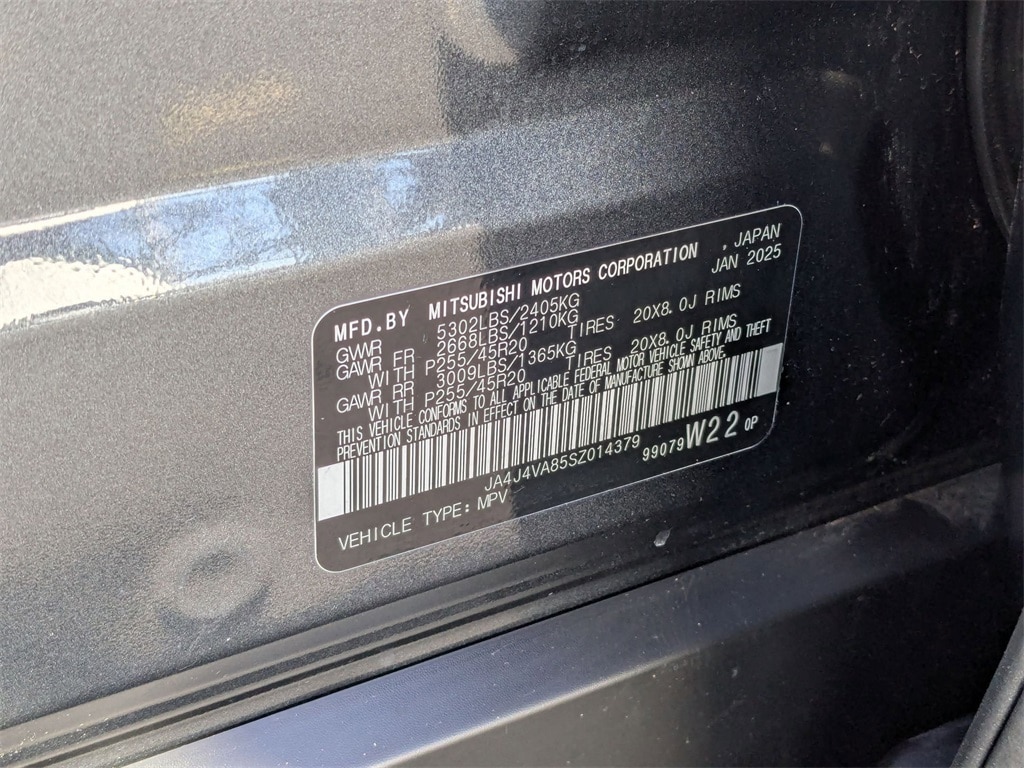 MFD.BY MITSUBISHI MOTORS CORPORATION , JAPAN
JAN 2025
GVWR 5302LBS/2405KG
GAWR FR 2668LBS/1210KG
WITH P255/45R20 TIRES 20X8.0J RIMS
GAWR RR 3009LBS/1365KG
WITH P255/45R20 TIRES 20X8.0J RIMS
THIS VEHICLE CONFORMS TO ALL APPLICABLE FEDERAL MOTOR VEHICLE SAFETY AND THEFT
PREVENTION STANDARDS IN EFFECT ON THE DATE OF MANUFACTURE SHOWN ABOVE.
JA4J4VA85SZ014379
99079 W22 0P
VEHICLE TYPE: MPV